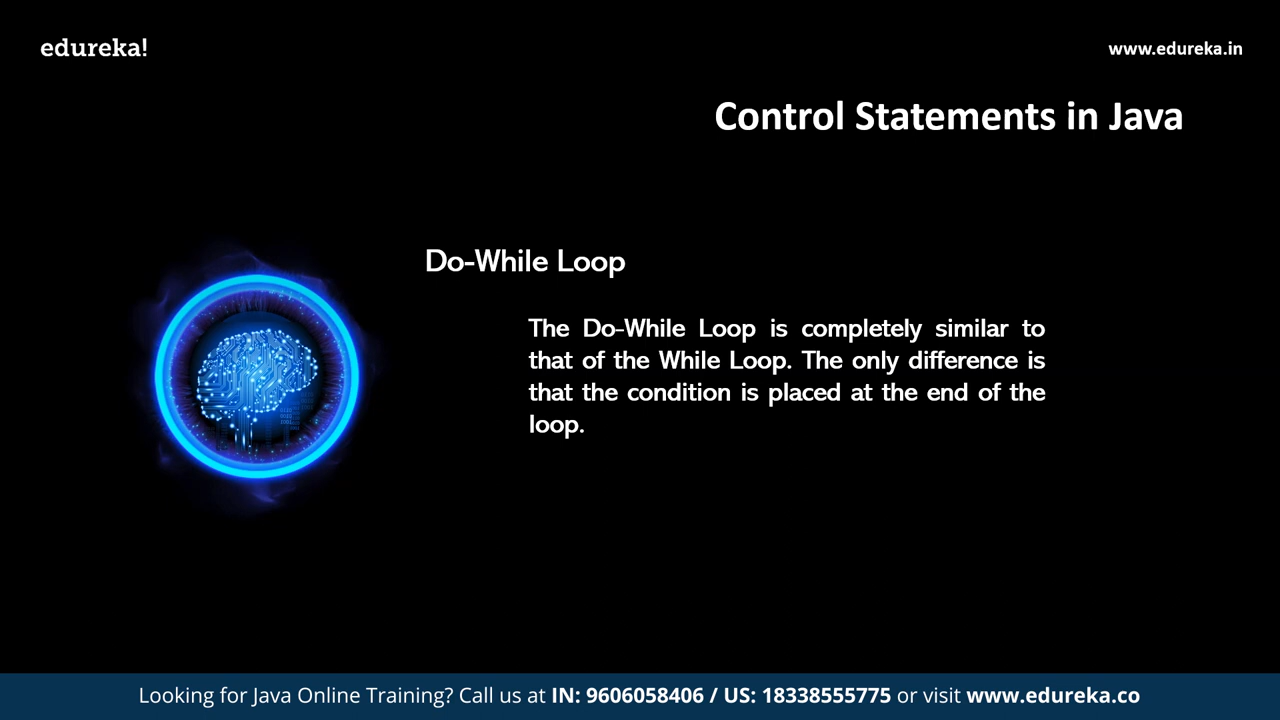 edureka!
www.edureka.in
Control Statements in Java
Do-While Loop
The Do-While Loop is completely similar to
that of the While Loop. The only difference is
that the condition is placed at the end of the
loop.
Looking for Java Online Training? Call us at IN: 9606058406 / US: 18338555775 or visit www.edureka.co